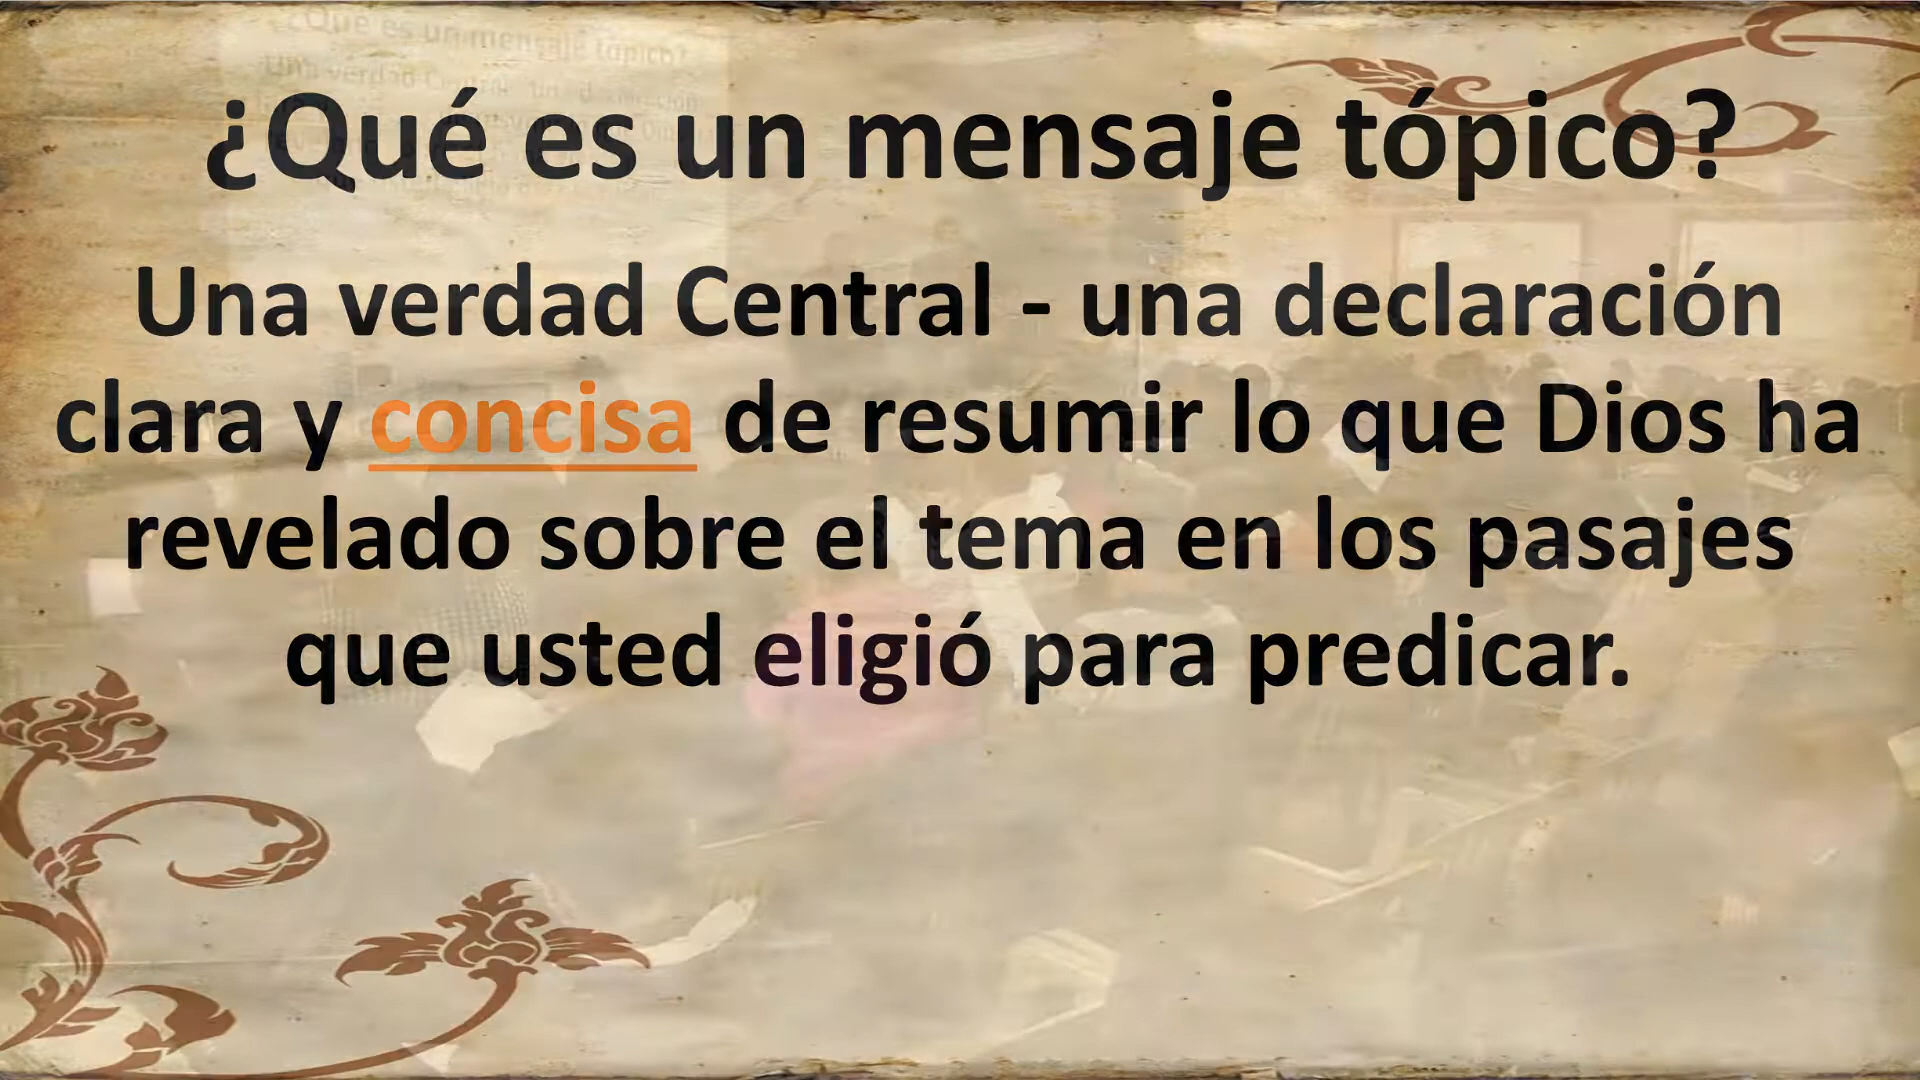 ¿Qué es un mensaje tópico?
Una verdad Central - una declaración
clara y concisa de resumir lo que Dios ha
revelado sobre el tema en los pasajes
que usted eligió para predicar.